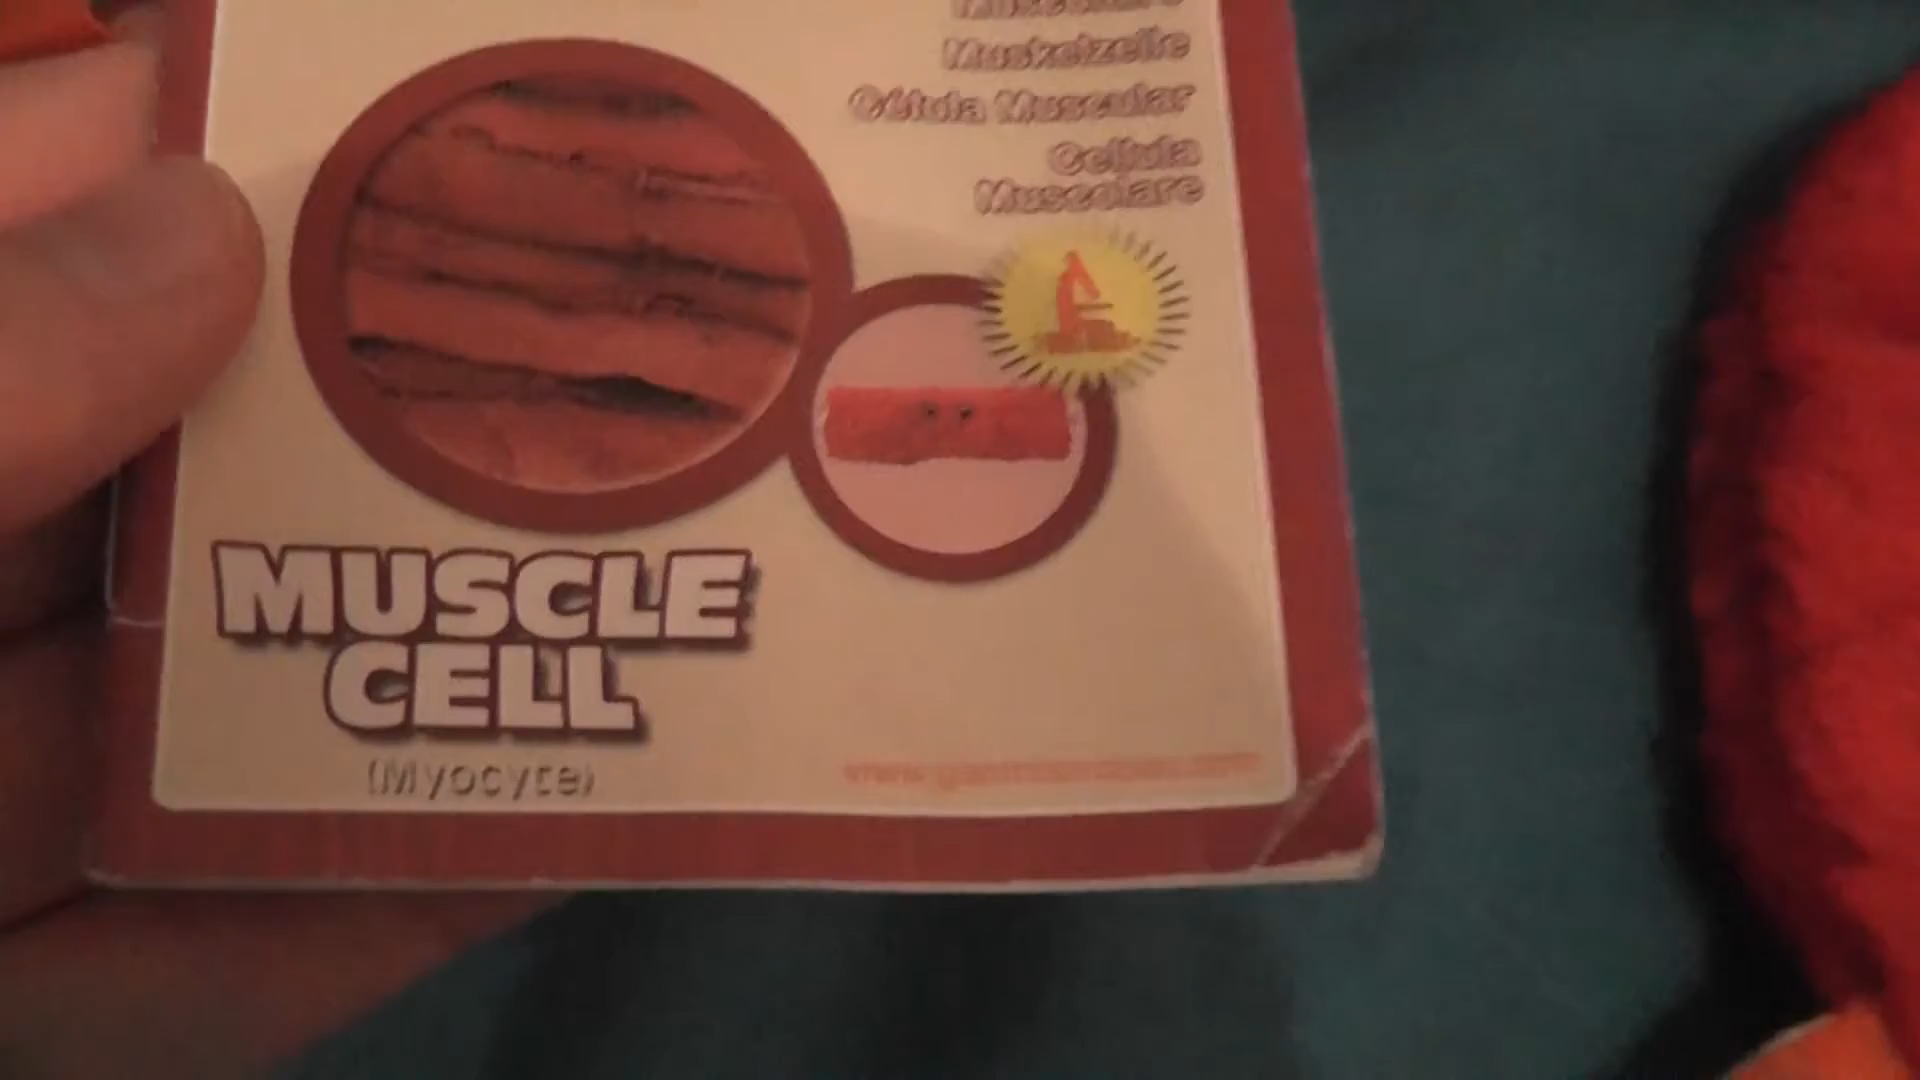 Muskelzelle
Célula Muscular
Cellula
Muscolare
MUSCLE
CELL
(Myocyte)